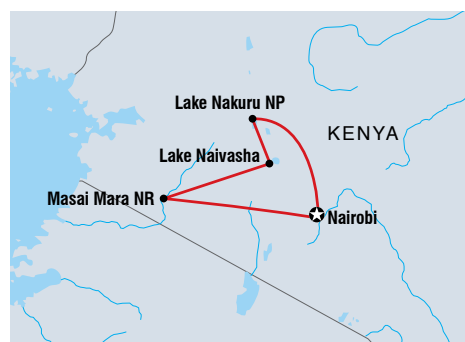 Lake Nakuru NP
KENYA
Lake Naivasha
Masai Mara NR
Nairobi